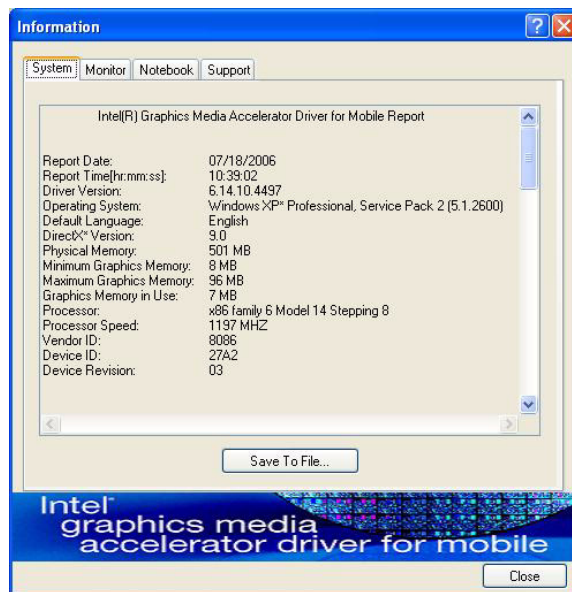 Information
System Monitor Notebook Support
Intel(R) Graphics Media Accelerator Driver for Mobile Report
Report Date: 07/18/2006
Report Time[hr:mm:ss]: 10:39:02
Driver Version: 6.14.10.4497
Operating System: Windows XP* Professional, Service Pack 2 (5.1.2600)
Default Language: English
DirectX* Version: 9.0
Physical Memory: 501 MB
Minimum Graphics Memory: 8 MB
Maximum Graphics Memory: 96 MB
Graphics Memory in Use: 7 MB
Processor: x86 family 6 Model 14 Stepping 8
Processor Speed: 1197 MHZ
Vendor ID: 8086
Device ID: 27A2
Device Revision: 03
Save To File...
Intel®
graphics media
accelerator driver for mobile
Close